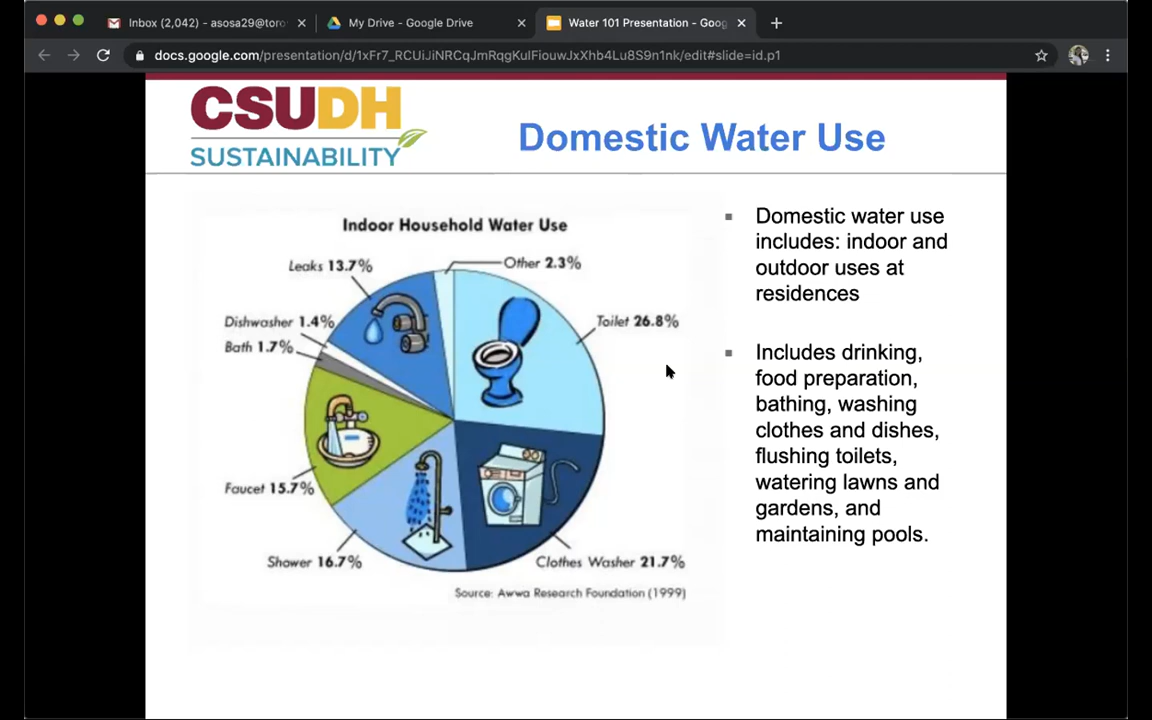 Inbox (2,042) - asosa29@toro
My Drive - Google Drive
Water 101 Presentation - Goog
docs.google.com/presentation/d/1xFr7_RCUiJiNRCqJmRqgKuIFiouwJxXhb4Lu8S9n1nk/edit#slide=id.p1
CSUDH
SUSTAINABILITY
Domestic Water Use
Indoor Household Water Use
Leaks 13.7%
Other 2.3%
Dishwasher 1.4%
Toilet 26.8%
Bath 1.7%
Faucet 15.7%
Shower 16.7%
Clothes Washer 21.7%
Source: Awwa Research Foundation (1999)
Domestic water use
includes: indoor and
outdoor uses at
residences
Includes drinking,
food preparation,
bathing, washing
clothes and dishes,
flushing toilets,
watering lawns and
gardens, and
maintaining pools.